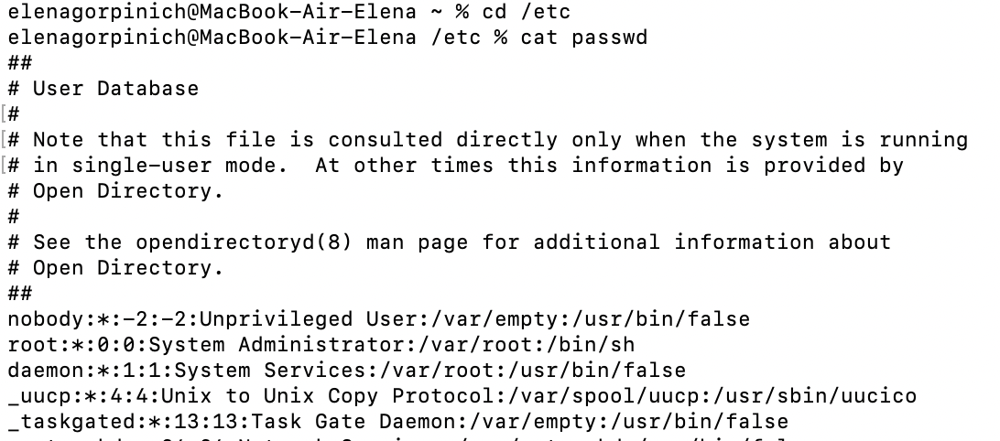 elenagorpinich@MacBook-Air-Elena ~ % cd /etc
elenagorpinich@MacBook-Air-Elena /etc % cat passwd
##
# User Database
[#
[# Note that this file is consulted directly only when the system is running
[# in single-user mode.  At other times this information is provided by
# Open Directory.
#
# See the opendirectoryd(8) man page for additional information about
# Open Directory.
##
nobody:*:-2:-2:Unprivileged User:/var/empty:/usr/bin/false
root:*:0:0:System Administrator:/var/root:/bin/sh
daemon:*:1:1:System Services:/var/root:/usr/bin/false
_uucp:*:4:4:Unix to Unix Copy Protocol:/var/spool/uucp:/usr/sbin/uucico
_taskgated:*:13:13:Task Gate Daemon:/var/empty:/usr/bin/false